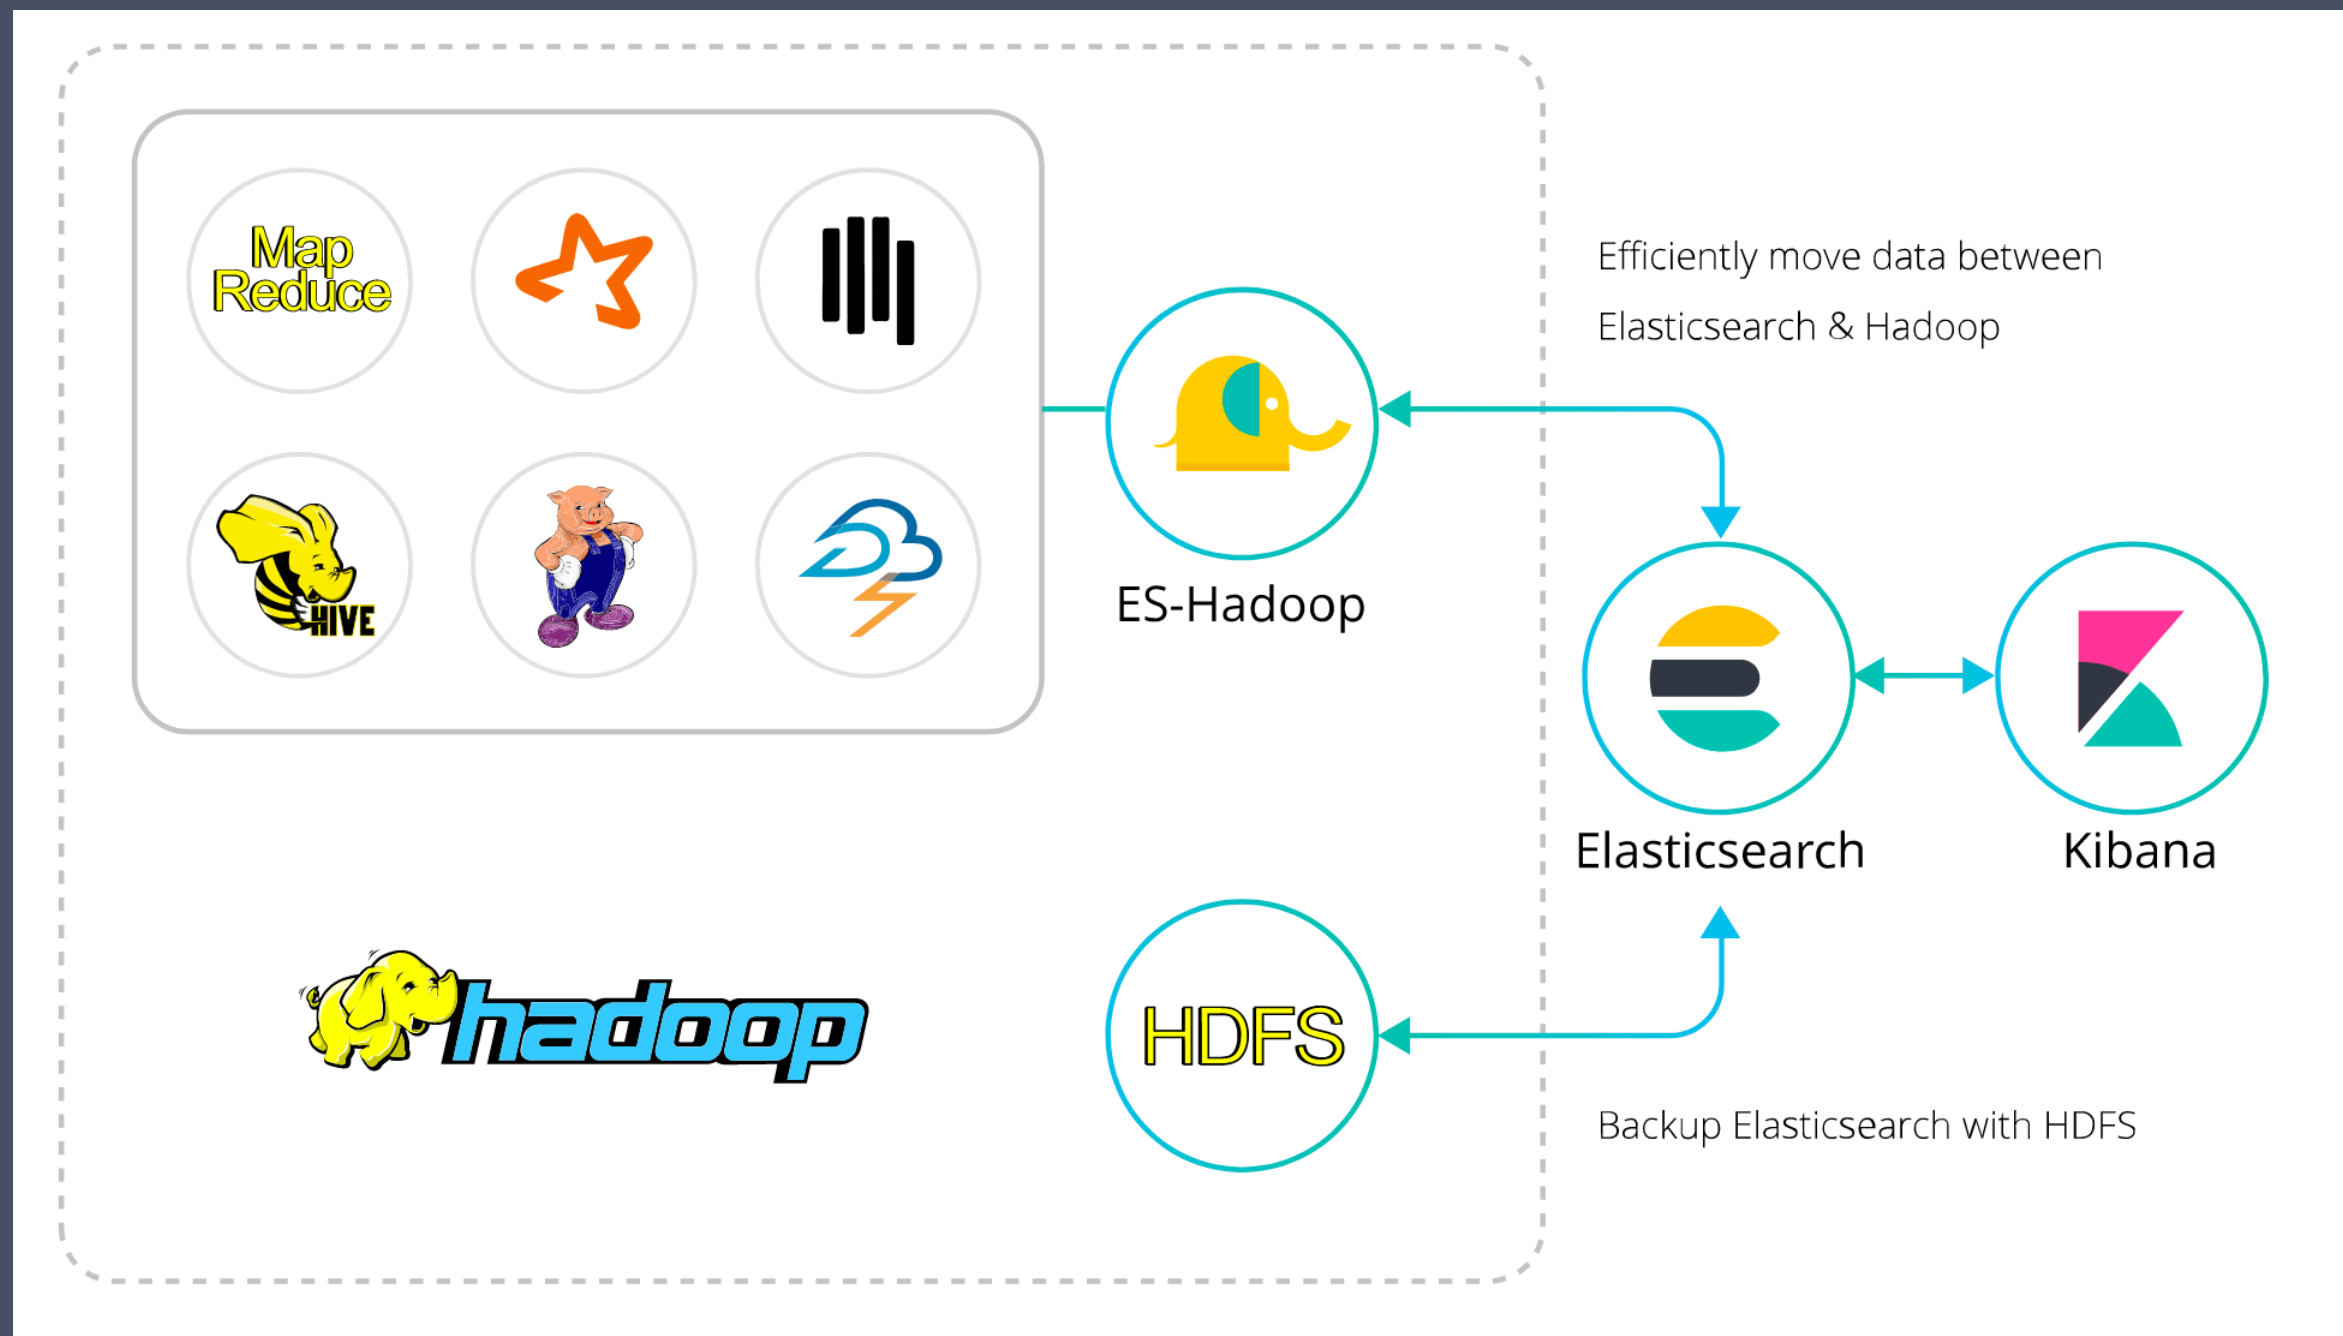 Map
Reduce
HIVE
ES-Hadoop
Efficiently move data between
Elasticsearch & Hadoop
Elasticsearch
Kibana
hadoop
HDFS
Backup Elasticsearch with HDFS